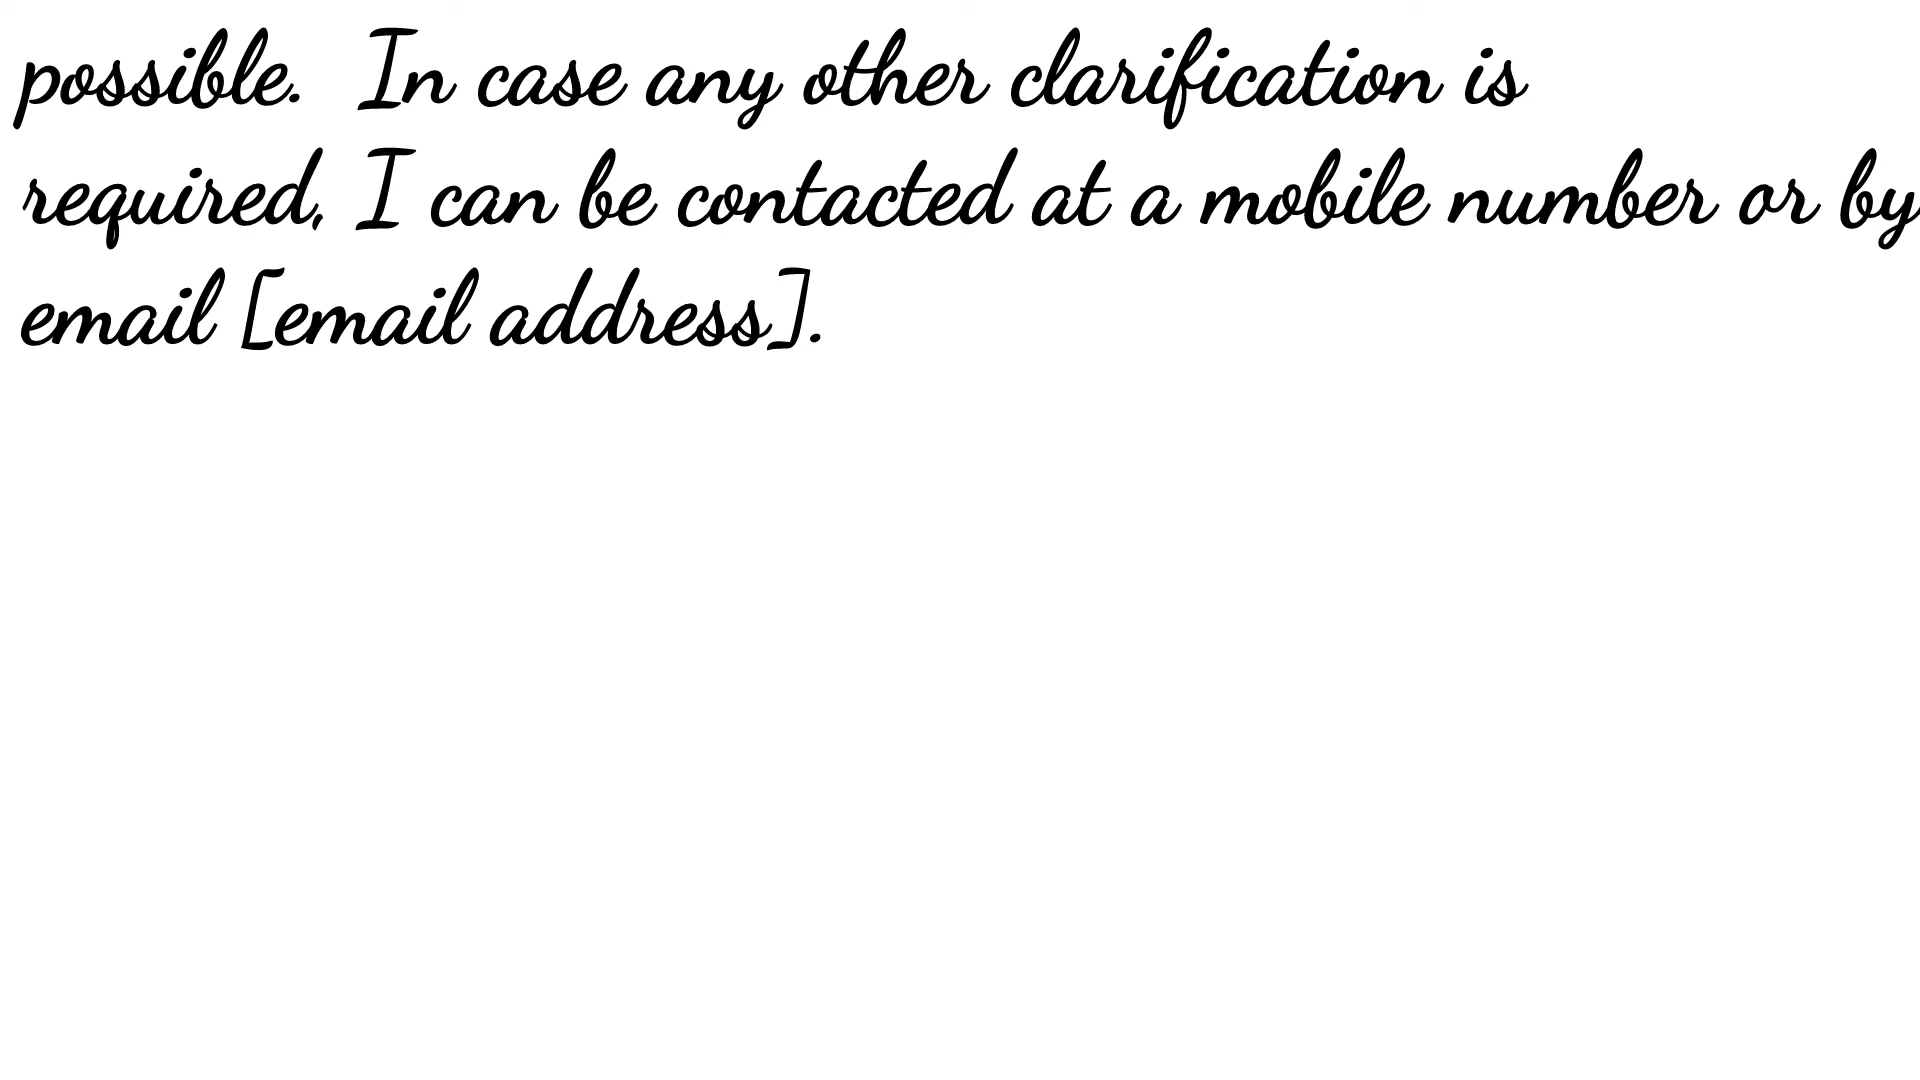 possible.  In case any other clarification is
required, I can be contacted at a mobile number or by
email [email address].